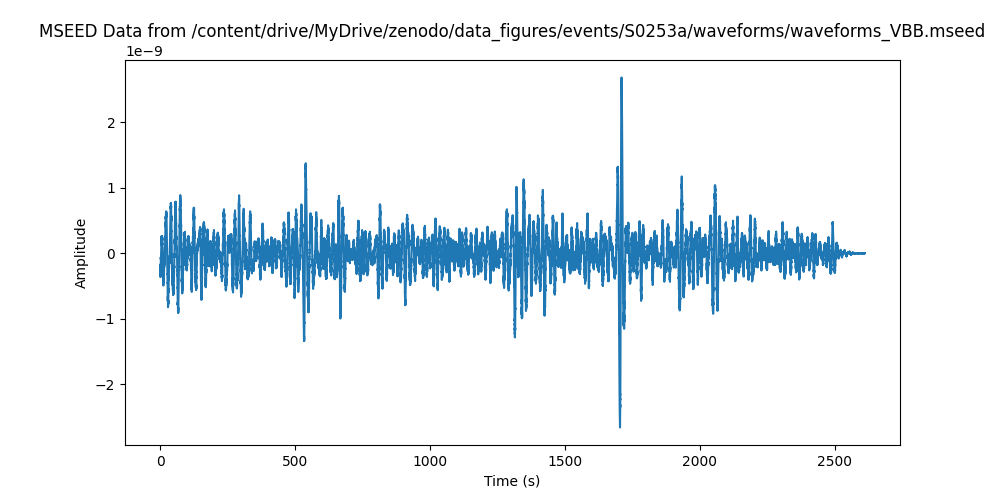 MSEED Data from /content/drive/MyDrive/zenodo/data_figures/events/S0253a/waveforms/waveforms_VBB.mseed
1e−9
2
1
0
−1
−2
Amplitude
0 500 1000 1500 2000 2500
Time (s)